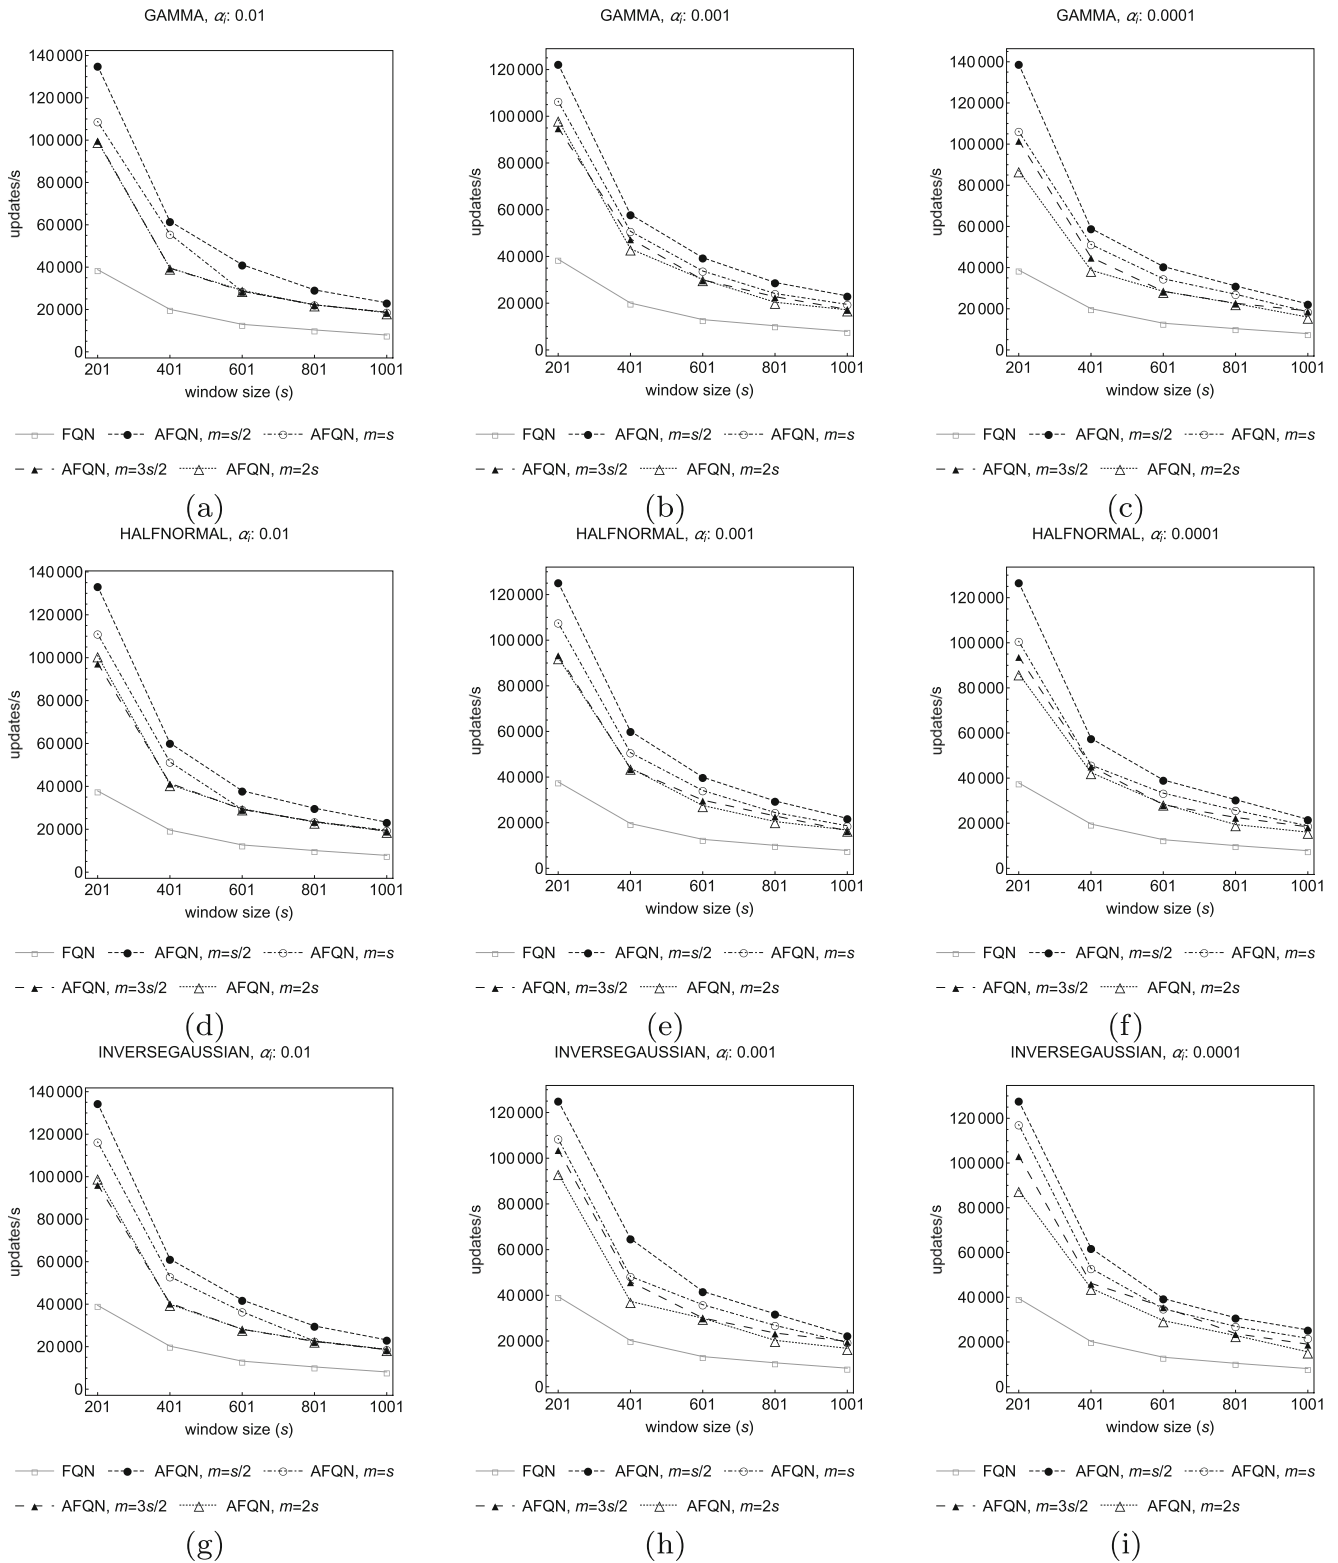 GAMMA, αi: 0.01
updates/s
140 000
120 000
100 000
80 000
60 000
40 000
20 000
0
201 401 601 801 1001
window size (s)
FQN AFQN, m=s/2 AFQN, m=s
AFQN, m=3s/2 AFQN, m=2s
(a)
GAMMA, αi: 0.001
updates/s
120 000
100 000
80 000
60 000
40 000
20 000
0
201 401 601 801 1001
window size (s)
FQN AFQN, m=s/2 AFQN, m=s
AFQN, m=3s/2 AFQN, m=2s
(b)
GAMMA, αi: 0.0001
updates/s
140 000
120 000
100 000
80 000
60 000
40 000
20 000
0
201 401 601 801 1001
window size (s)
FQN AFQN, m=s/2 AFQN, m=s
AFQN, m=3s/2 AFQN, m=2s
(c)
HALFNORMAL, αi: 0.01
updates/s
140 000
120 000
100 000
80 000
60 000
40 000
20 000
0
201 401 601 801 1001
window size (s)
FQN AFQN, m=s/2 AFQN, m=s
AFQN, m=3s/2 AFQN, m=2s
(d)
HALFNORMAL, αi: 0.001
updates/s
120 000
100 000
80 000
60 000
40 000
20 000
0
201 401 601 801 1001
window size (s)
FQN AFQN, m=s/2 AFQN, m=s
AFQN, m=3s/2 AFQN, m=2s
(e)
HALFNORMAL, αi: 0.0001
updates/s
120 000
100 000
80 000
60 000
40 000
20 000
0
201 401 601 801 1001
window size (s)
FQN AFQN, m=s/2 AFQN, m=s
AFQN, m=3s/2 AFQN, m=2s
(f)
INVERSEGAUSSIAN, αi: 0.01
updates/s
140 000
120 000
100 000
80 000
60 000
40 000
20 000
0
201 401 601 801 1001
window size (s)
FQN AFQN, m=s/2 AFQN, m=s
AFQN, m=3s/2 AFQN, m=2s
(g)
INVERSEGAUSSIAN, αi: 0.001
updates/s
120 000
100 000
80 000
60 000
40 000
20 000
0
201 401 601 801 1001
window size (s)
FQN AFQN, m=s/2 AFQN, m=s
AFQN, m=3s/2 AFQN, m=2s
(h)
INVERSEGAUSSIAN, αi: 0.0001
updates/s
120 000
100 000
80 000
60 000
40 000
20 000
0
201 401 601 801 1001
window size (s)
FQN AFQN, m=s/2 AFQN, m=s
AFQN, m=3s/2 AFQN, m=2s
(i)